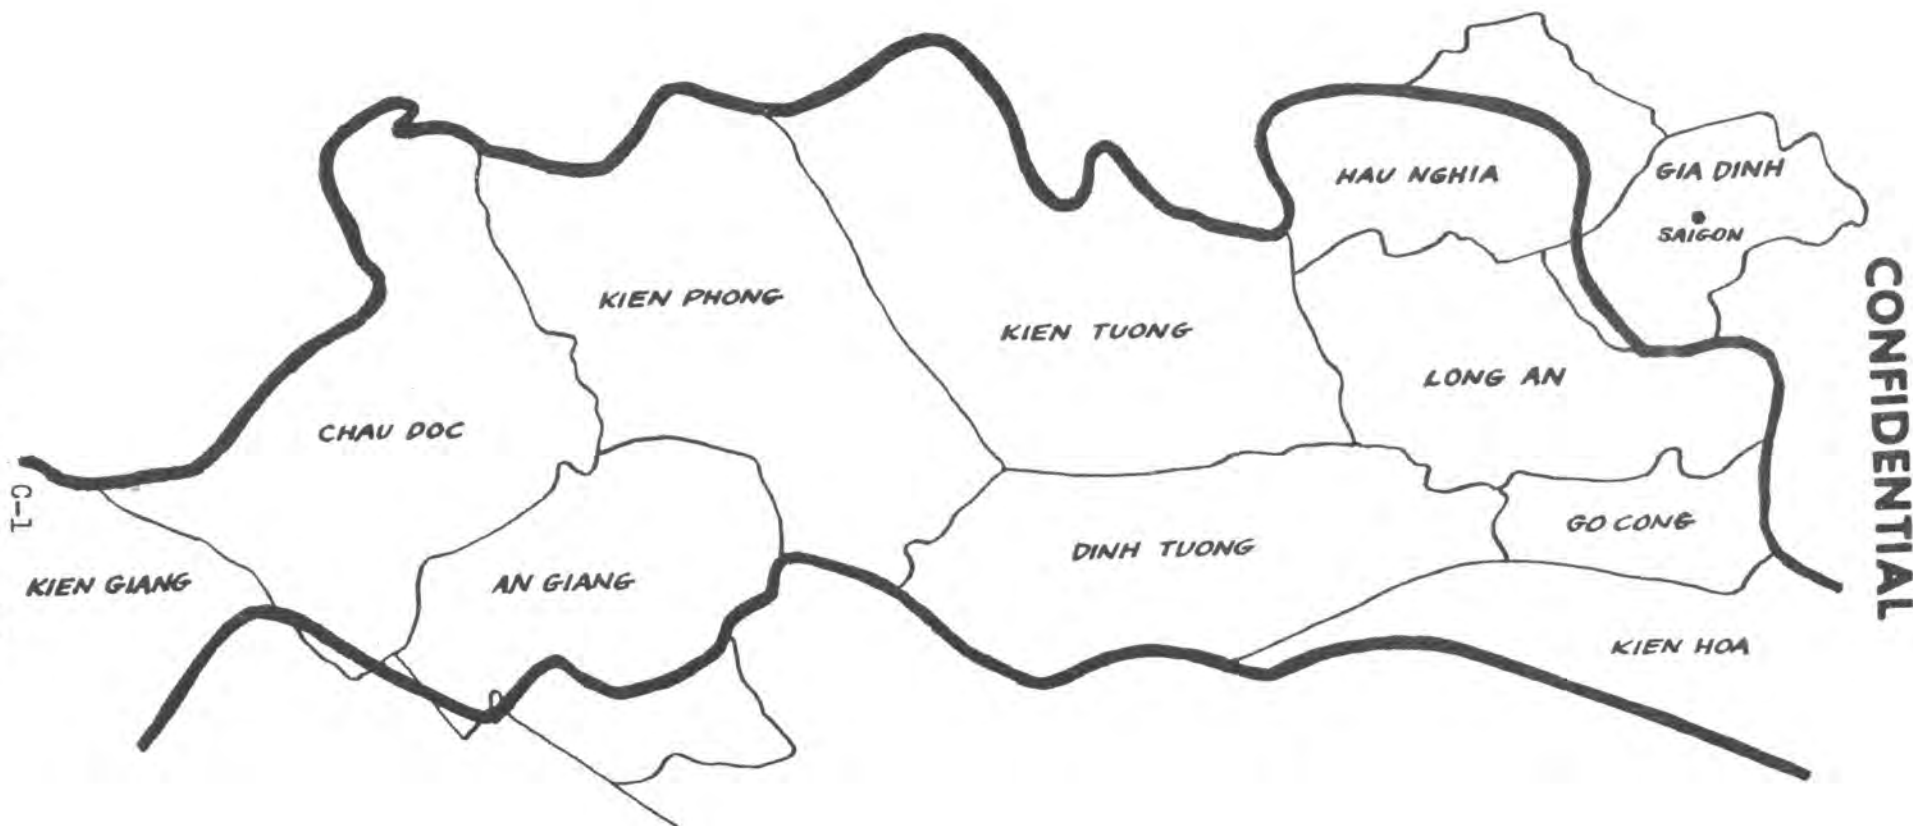 HAU NGHIA
GIA DINH
SAIGON
KIEN PHONG
KIEN TUONG
LONG AN
CHAU DOC
GO CONG
DINH TUONG
AN GIANG
KIEN GIANG
KIEN HOA
CONFIDENTIAL
C-1